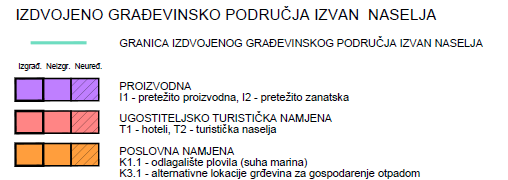 IZDVOJENO GRAĐEVINSKO PODRUČJA IZVAN NASELJA
GRANICA IZDVOJENOG GRAĐEVINSKOG PODRUČJA IZVAN NASELJA
Izgrađ. Neizgr. Neuređ.
PROIZVODNA
I1 - pretežito proizvodna, I2 - pretežito zanatska
UGOSTITELJSKO TURISTIČKA NAMJENA
T1 - hoteli, T2 - turistička naselja
POSLOVNA NAMJENA
K1.1 - odlagalište plovila (suha marina)
K3.1 - alternativne lokacije grđevina za gospodarenje otpadom